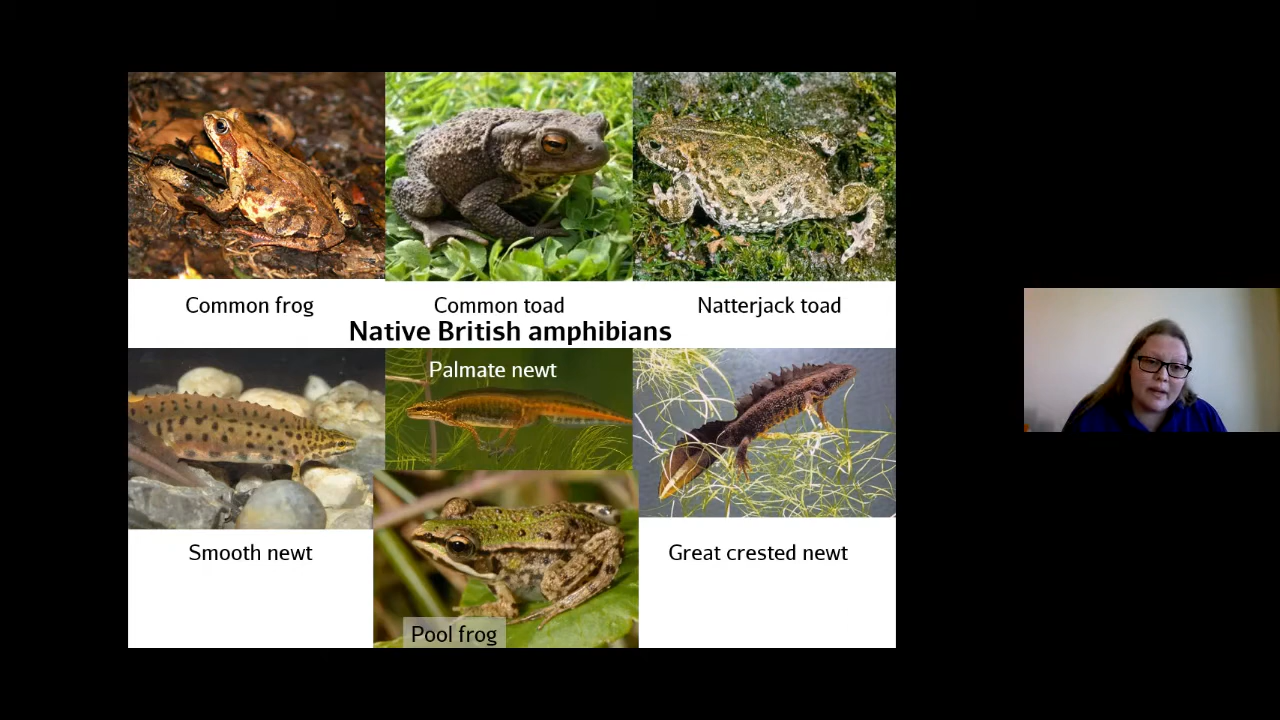 Common frog
Common toad
Natterjack toad
Native British amphibians
Palmate newt
Smooth newt
Great crested newt
Pool frog